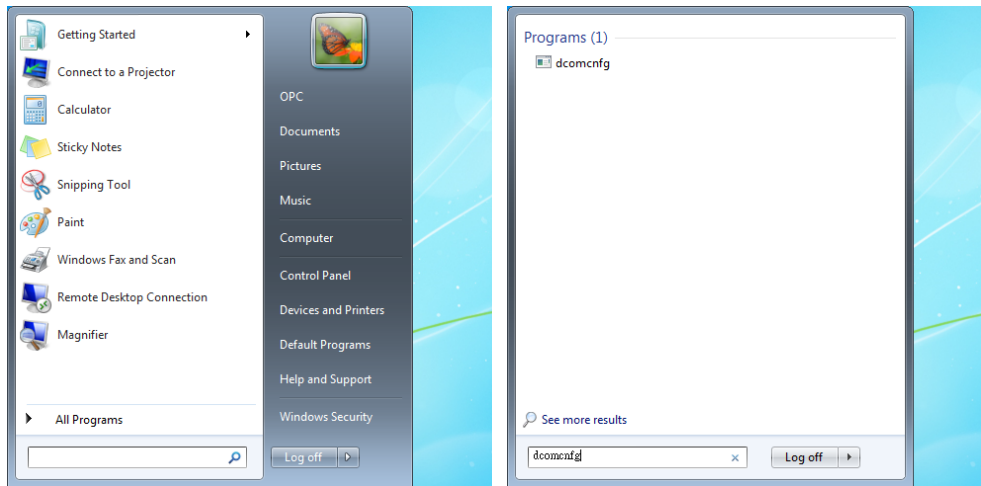 Getting Started
Connect to a Projector
Calculator
Sticky Notes
Snipping Tool
Paint
Windows Fax and Scan
Remote Desktop Connection
Magnifier
All Programs
OPC
Documents
Pictures
Music
Computer
Control Panel
Devices and Printers
Default Programs
Help and Support
Windows Security
Log off
Programs (1)
dcomcnfg
See more results
dcomcnfg
Log off